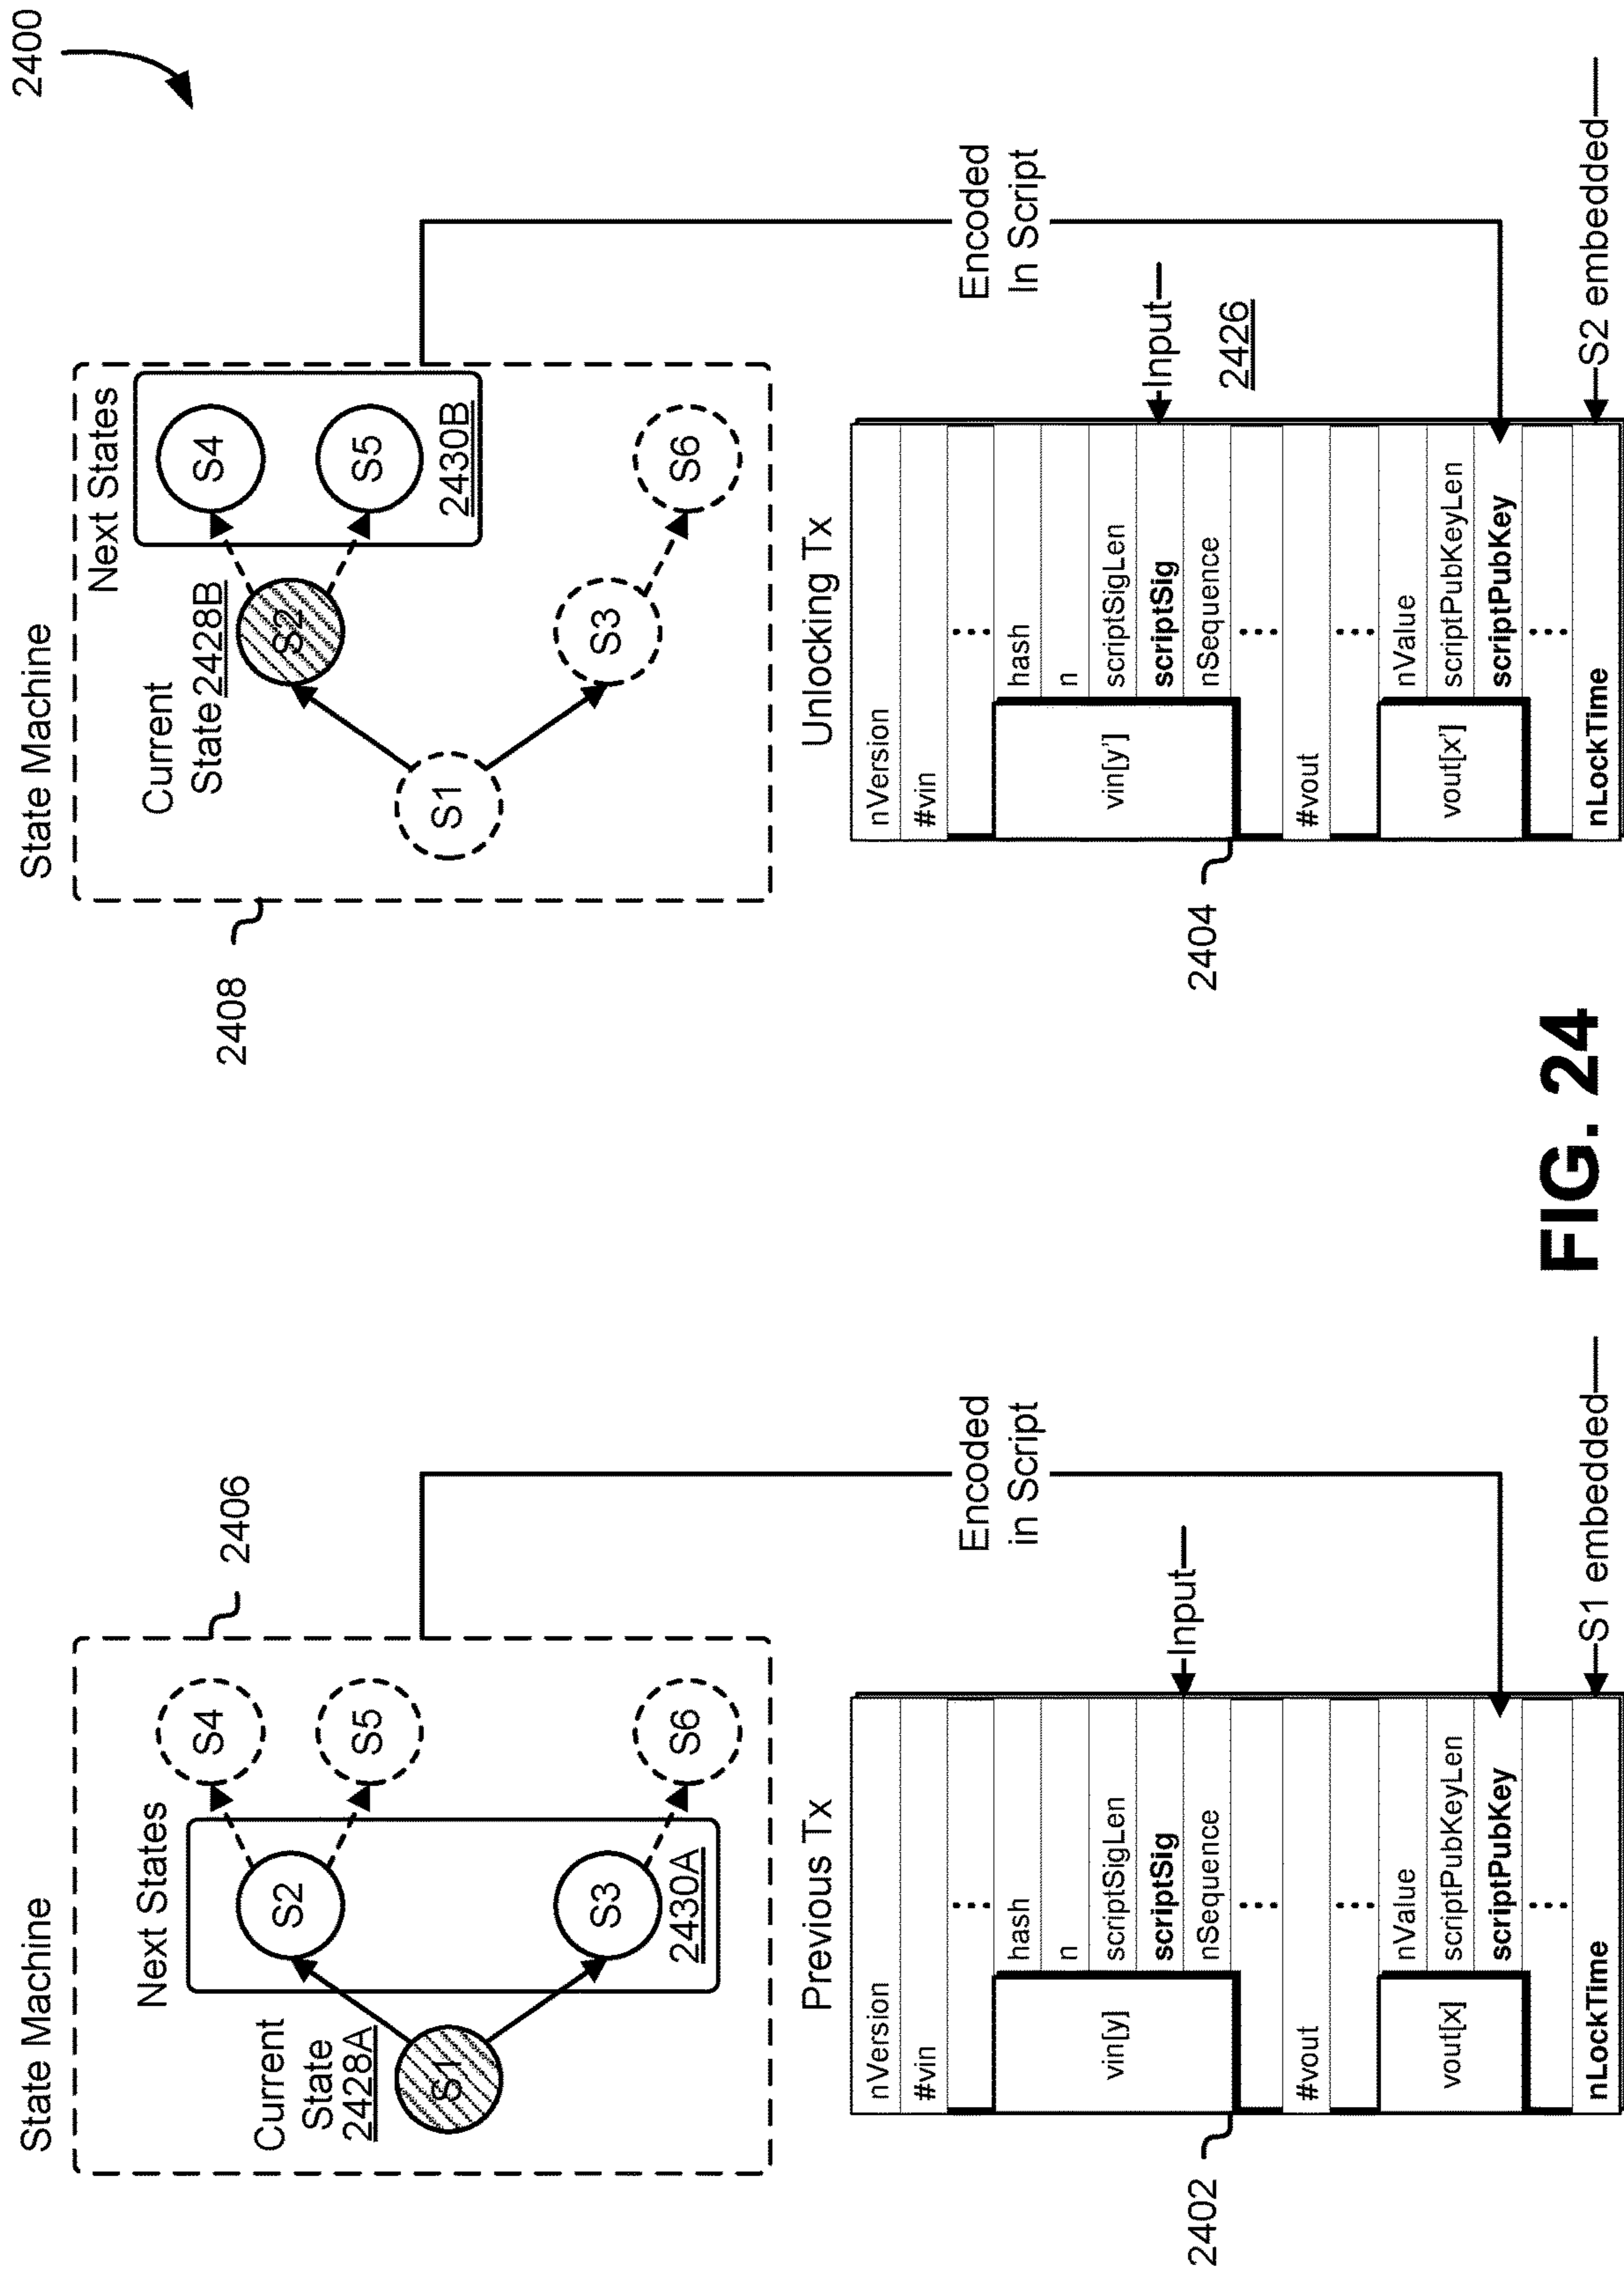 2400
State Machine
Next States
Current
State
2428A
S1
S2
S3
2430A
S4
S5
S6
2406
Encoded
in Script
Previous Tx
nVersion
#vin
...
vin[y]
hash
n
scriptSigLen
scriptSig
nSequence
...
#vout
...
vout[x]
nValue
scriptPubKeyLen
scriptPubKey
...
nLockTime
Input
S1 embedded
2402
State Machine
Next States
Current
State 2428B
S1
S2
S3
S4
S5
2430B
S6
2408
Encoded
In Script
Unlocking Tx
nVersion
#vin
...
vin[y']
hash
n
scriptSigLen
scriptSig
nSequence
...
#vout
...
vout[x']
nValue
scriptPubKeyLen
scriptPubKey
...
nLockTime
Input
2426
S2 embedded
2404
FIG. 24